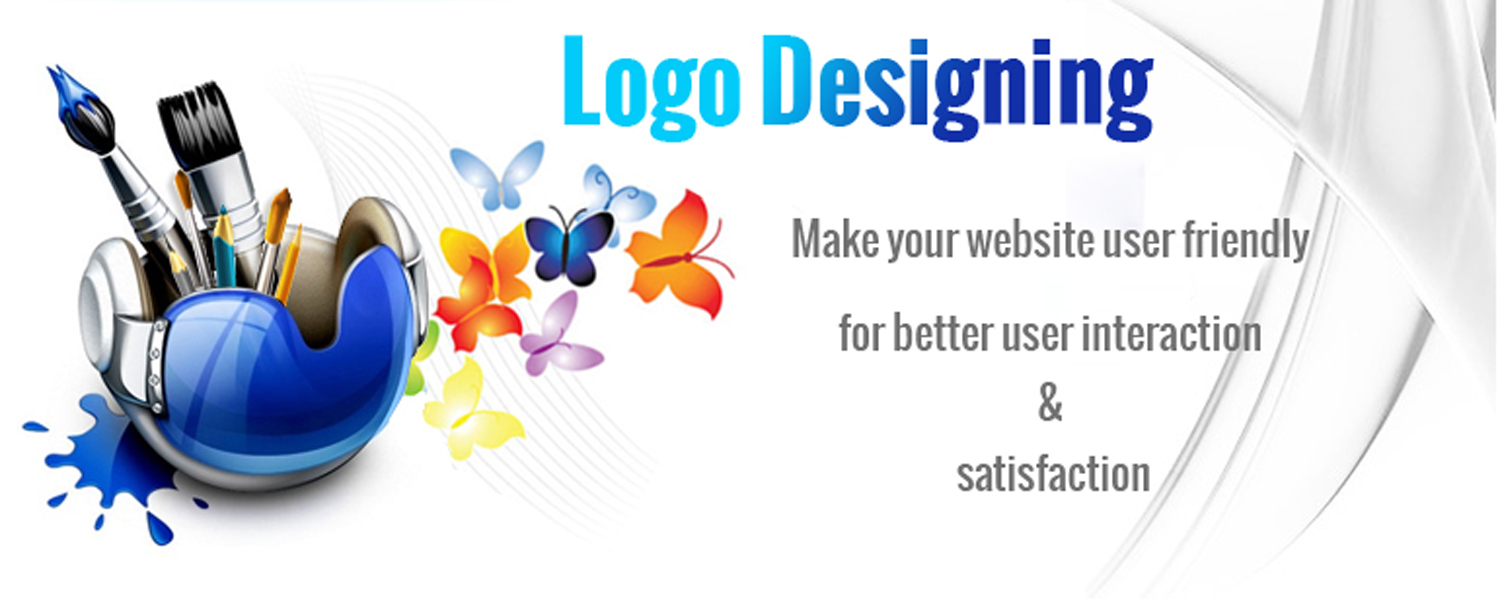 Logo Designing
Make your website user friendly
for better user interaction
&
satisfaction